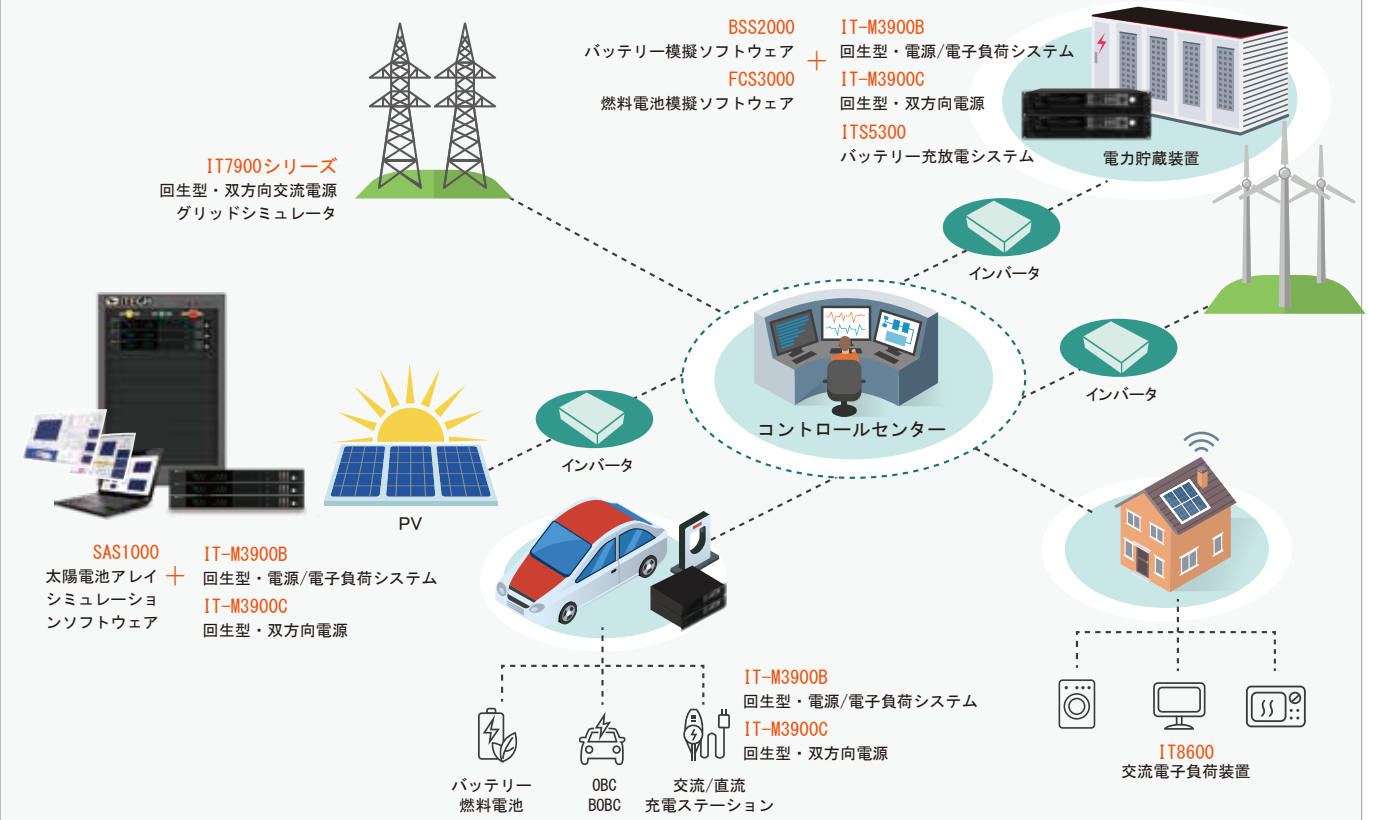 BSS2000
バッテリー模擬ソフトウェア
FCS3000
燃料電池模擬ソフトウェア
+
IT-M3900B
回生型・電源/電子負荷システム
IT-M3900C
回生型・双方向電源
ITS5300
バッテリー充放電システム
電力貯蔵装置
IT7900シリーズ
回生型・双方向交流電源
グリッドシミュレータ
インバータ
インバータ
コントロールセンター
ITECH
インバータ
PV
SAS1000
太陽電池アレイ
シミュレーショ
ンソフトウェア
+
IT-M3900B
回生型・電源/電子負荷システム
IT-M3900C
回生型・双方向電源
IT-M3900B
回生型・電源/電子負荷システム
IT-M3900C
回生型・双方向電源
バッテリー
燃料電池
OBC
BOBC
交流/直流
充電ステーション
IT8600
交流電子負荷装置